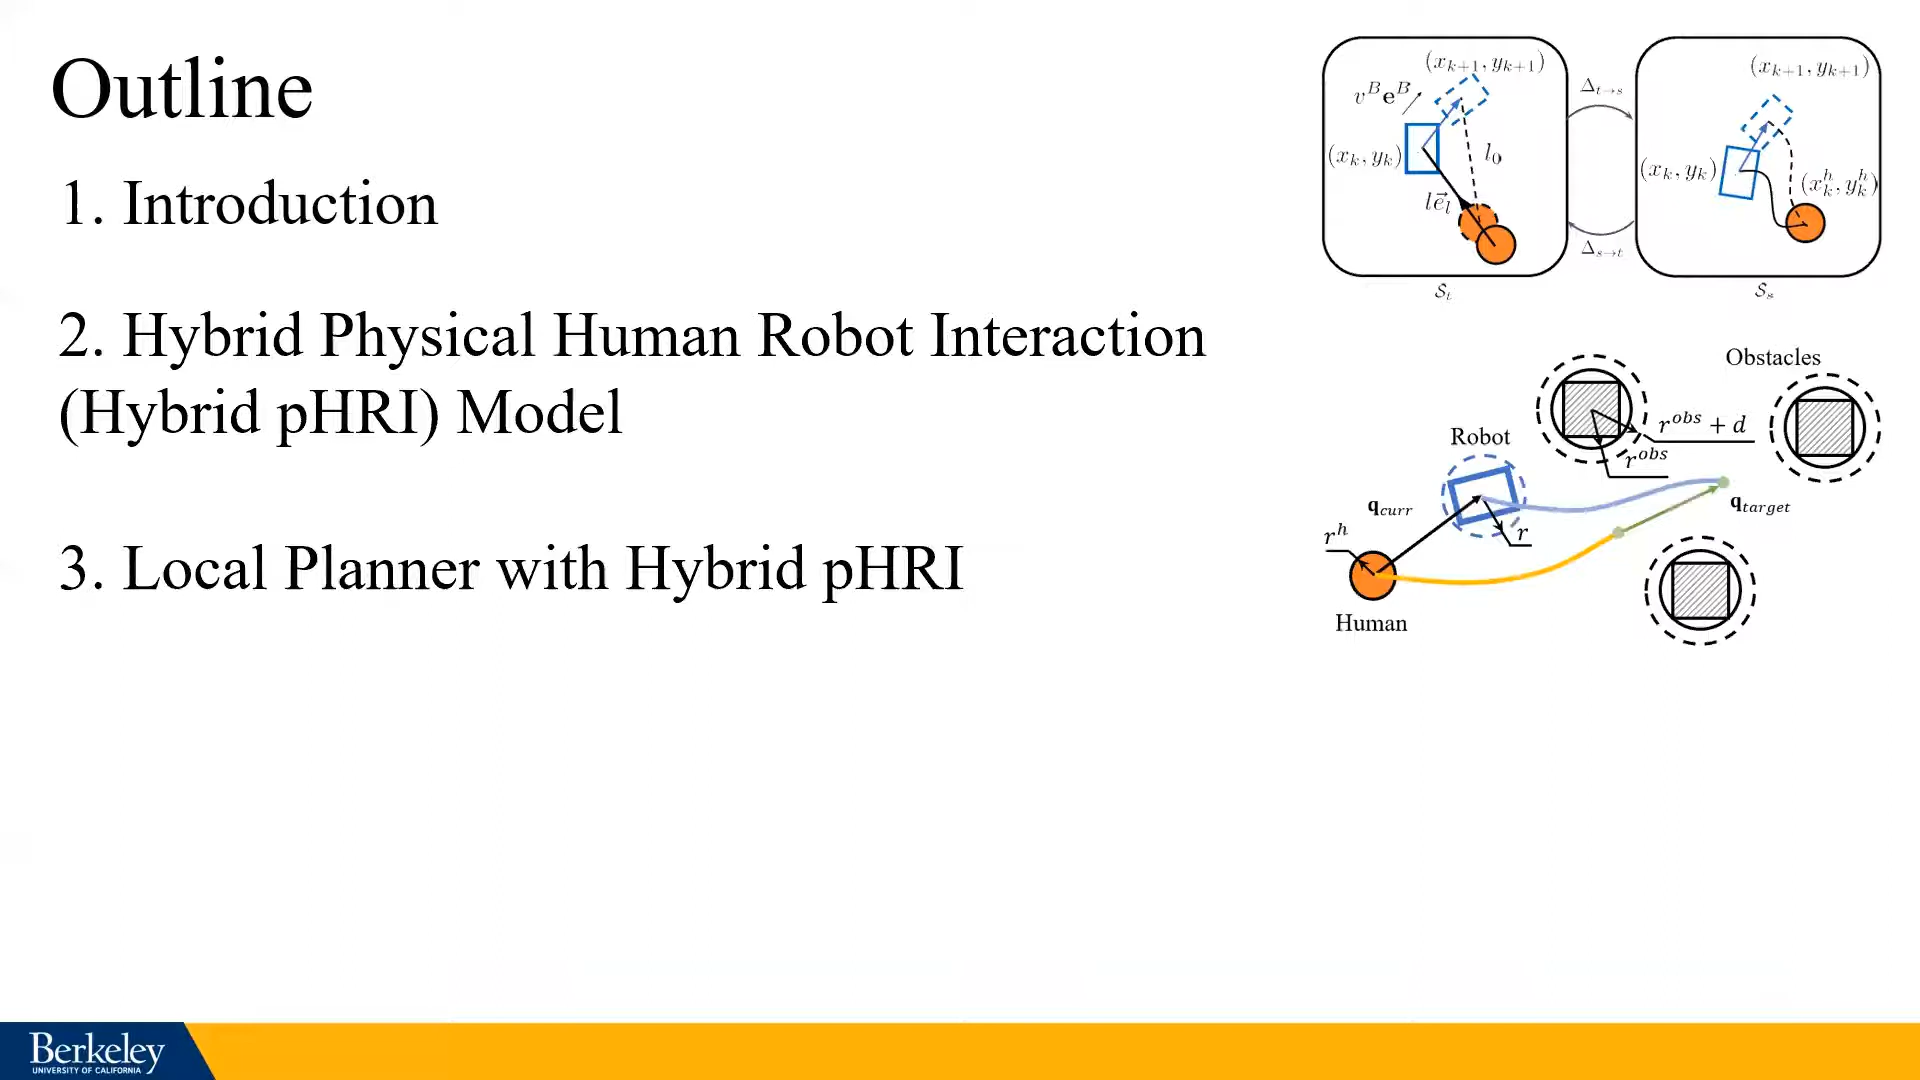 Outline
1. Introduction
2. Hybrid Physical Human Robot Interaction
(Hybrid pHRI) Model
3. Local Planner with Hybrid pHRI
(x_{k+1}, y_{k+1})
v^B e^B
(x_k, y_k)
l_0
l\vec{e}_l
S_t
Δ_{t→s}
Δ_{s→t}
(x_{k+1}, y_{k+1})
(x_k, y_k)
(x_k^h, y_k^h)
S_s
Obstacles
r^{obs} + d
r^{obs}
Robot
q_{curr}
q_{target}
r^h
r
Human
Berkeley
UNIVERSITY OF CALIFORNIA